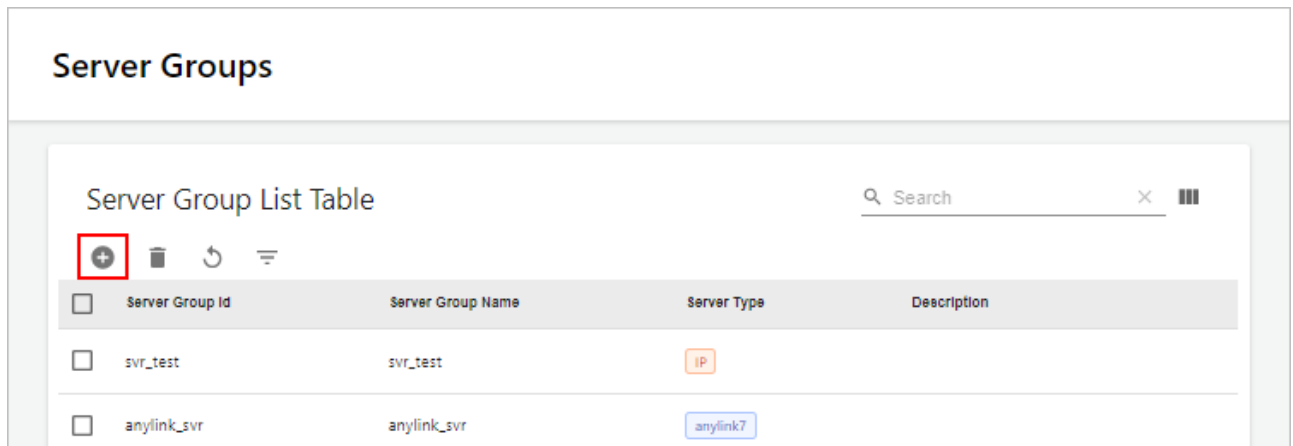 Server Groups
Server Group List Table
Search
Server Group Id Server Group Name Server Type Description
svr_test svr_test IP
anylink_svr anylink_svr anylink7